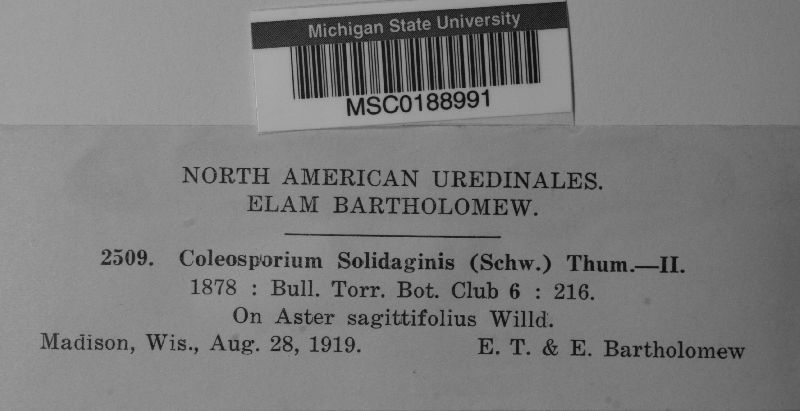 Michigan State University
MSC0188991
NORTH AMERICAN UREDINALES.
ELAM BARTHOLOMEW.
2509. Coleosporium Solidaginis (Schw.) Thum.—II.
1878 : Bull. Torr. Bot. Club 6 : 216.
On Aster sagittifolius Willd.
Madison, Wis., Aug. 28, 1919. E. T. & E. Bartholomew